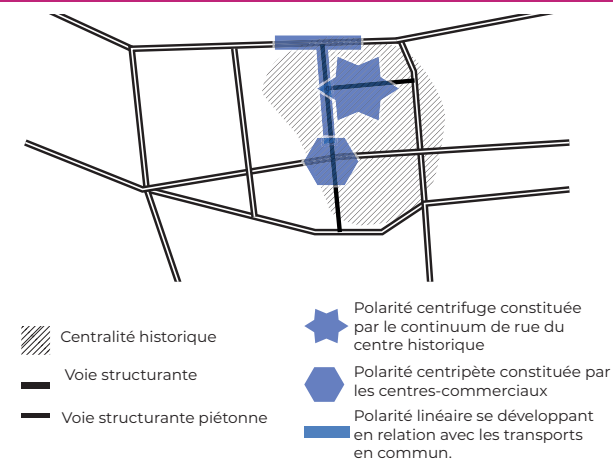 Centralité historique
Voie structurante
Voie structurante piétonne
Polarité centrifuge constituée
par le continuum de rue du
centre historique
Polarité centripète constituée par
les centres-commerciaux
Polarité linéaire se développant
en relation avec les transports
en commun.